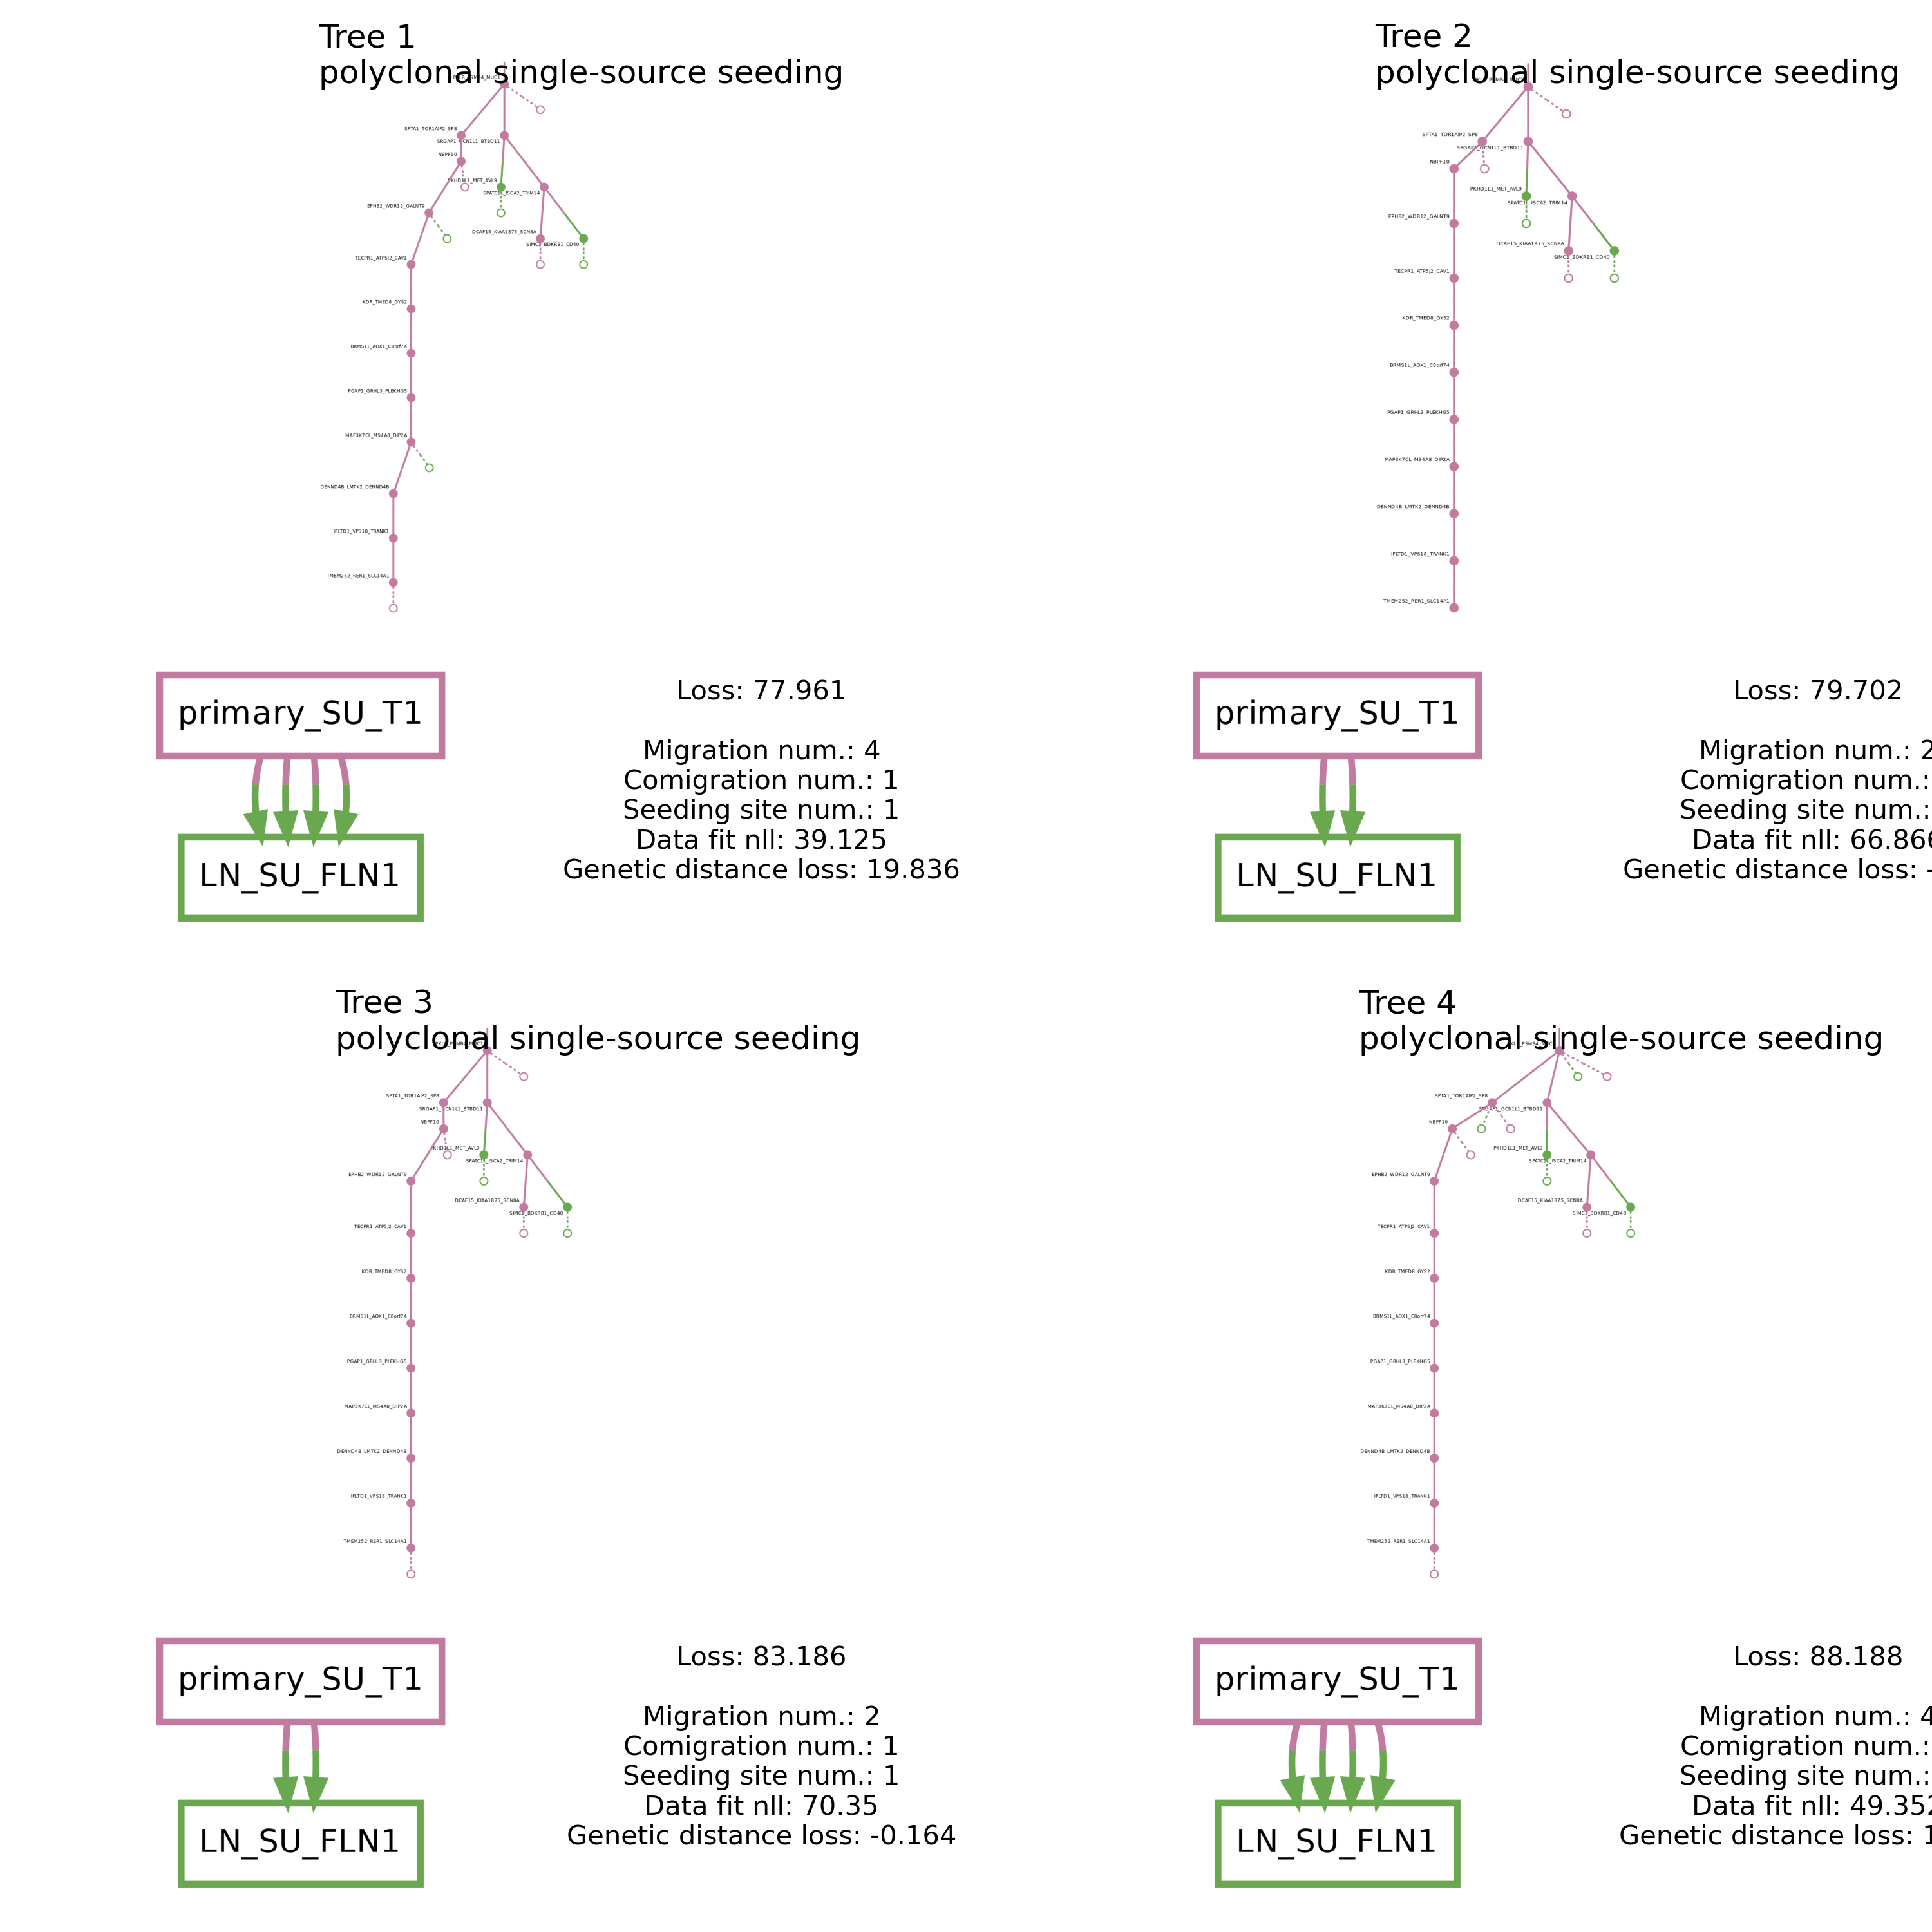 Tree 1
polyclonal single-source seeding
SPTA1_TOR1AIP2_SP8
SRGAP1_GCN1L1_BTBD11
NBPF10
PKHD1L1_MET_AVL9
SPATC1L_ISCA2_TRIM14
EPHB2_WDR12_GALNT9
DCAF15_KIAA1875_SCN8A
SIMC1_BDKRB1_CD40
TECPR1_ATP5J2_CAV1
KDR_TMED8_GYS2
BRMS1L_AOX1_C8orf74
PGAP1_GRHL3_PLEKHG5
MAP3K7CL_MS4A8_DIP2A
DENND4B_LMTK2_DENND4B
IFLTD1_VPS18_TRANK1
TMEM252_RER1_SLC14A1
primary_SU_T1
LN_SU_FLN1
Loss: 77.961
Migration num.: 4
Comigration num.: 1
Seeding site num.: 1
Data fit nll: 39.125
Genetic distance loss: 19.836
Tree 2
polyclonal single-source seeding
SPTA1_TOR1AIP2_SP8
SRGAP1_GCN1L1_BTBD11
NBPF10
PKHD1L1_MET_AVL9
SPATC1L_ISCA2_TRIM14
EPHB2_WDR12_GALNT9
DCAF15_KIAA1875_SCN8A
SIMC1_BDKRB1_CD40
TECPR1_ATP5J2_CAV1
KDR_TMED8_GYS2
BRMS1L_AOX1_C8orf74
PGAP1_GRHL3_PLEKHG5
MAP3K7CL_MS4A8_DIP2A
DENND4B_LMTK2_DENND4B
IFLTD1_VPS18_TRANK1
TMEM252_RER1_SLC14A1
primary_SU_T1
LN_SU_FLN1
Loss: 79.702
Migration num.: 2
Comigration num.:
Seeding site num.:
Data fit nll: 66.866
Genetic distance loss: -
Tree 3
polyclonal single-source seeding
SPTA1_TOR1AIP2_SP8
SRGAP1_GCN1L1_BTBD11
NBPF10
PKHD1L1_MET_AVL9
SPATC1L_ISCA2_TRIM14
EPHB2_WDR12_GALNT9
DCAF15_KIAA1875_SCN8A
SIMC1_BDKRB1_CD40
TECPR1_ATP5J2_CAV1
KDR_TMED8_GYS2
BRMS1L_AOX1_C8orf74
PGAP1_GRHL3_PLEKHG5
MAP3K7CL_MS4A8_DIP2A
DENND4B_LMTK2_DENND4B
IFLTD1_VPS18_TRANK1
TMEM252_RER1_SLC14A1
primary_SU_T1
LN_SU_FLN1
Loss: 83.186
Migration num.: 2
Comigration num.: 1
Seeding site num.: 1
Data fit nll: 70.35
Genetic distance loss: -0.164
Tree 4
polyclonal single-source seeding
SPTA1_TOR1AIP2_SP8
SRGAP1_GCN1L1_BTBD11
NBPF10
PKHD1L1_MET_AVL9
SPATC1L_ISCA2_TRIM14
EPHB2_WDR12_GALNT9
DCAF15_KIAA1875_SCN8A
SIMC1_BDKRB1_CD40
TECPR1_ATP5J2_CAV1
KDR_TMED8_GYS2
BRMS1L_AOX1_C8orf74
PGAP1_GRHL3_PLEKHG5
MAP3K7CL_MS4A8_DIP2A
DENND4B_LMTK2_DENND4B
IFLTD1_VPS18_TRANK1
TMEM252_RER1_SLC14A1
primary_SU_T1
LN_SU_FLN1
Loss: 88.188
Migration num.: 4
Comigration num.:
Seeding site num.:
Data fit nll: 49.352
Genetic distance loss: 1